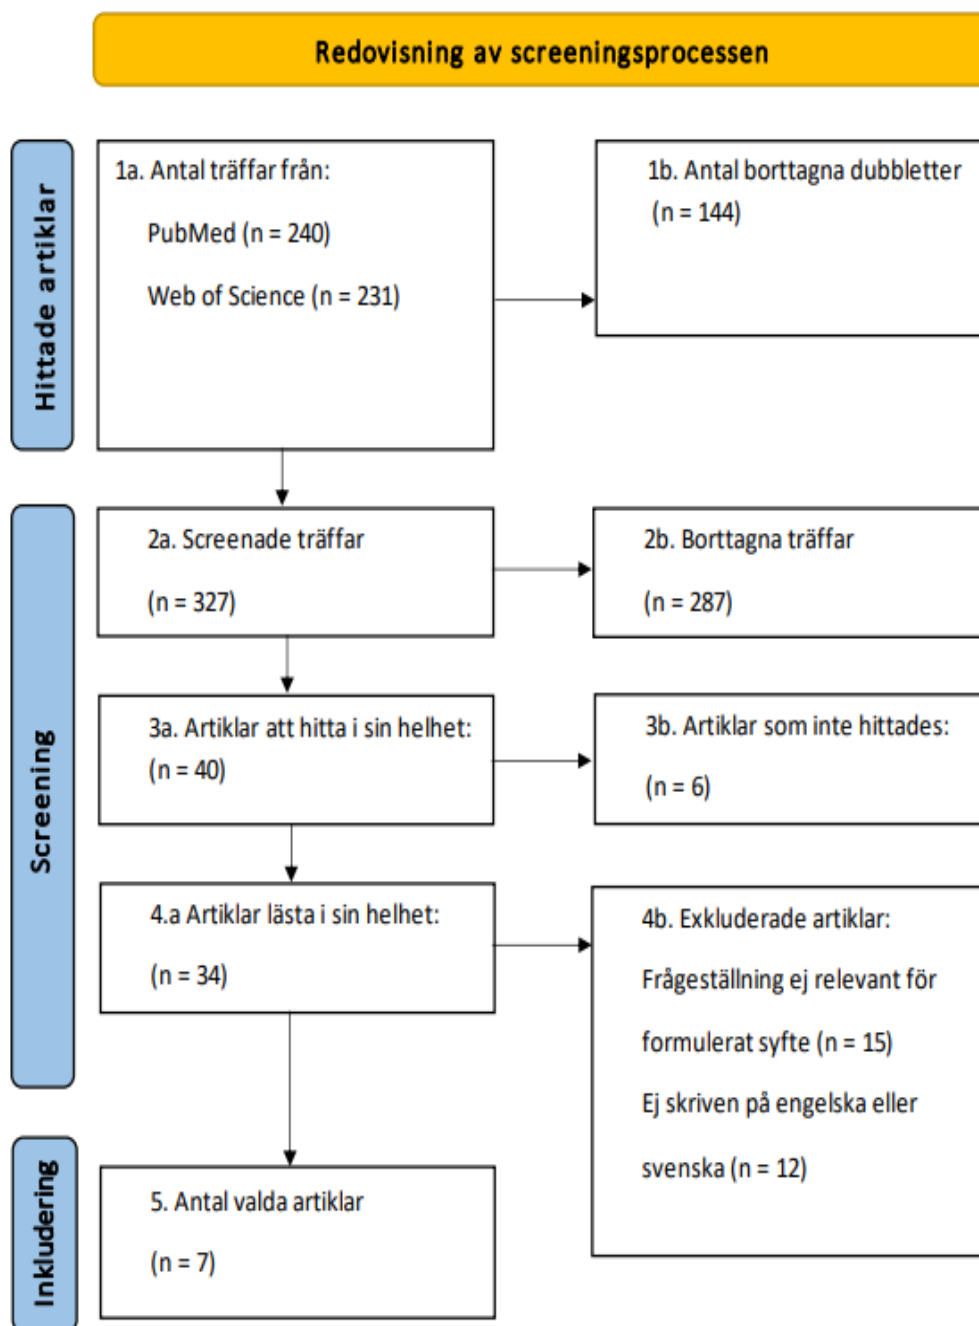 Redovisning av screeningsprocessen
Hittade artiklar
1a. Antal träffar från:
PubMed (n = 240)
Web of Science (n = 231)
1b. Antal borttagna dubbletter
(n = 144)
Screening
2a. Screenade träffar
(n = 327)
2b. Borttagna träffar
(n = 287)
3a. Artiklar att hitta i sin helhet:
(n = 40)
3b. Artiklar som inte hittades:
(n = 6)
4.a Artiklar lästa i sin helhet:
(n = 34)
4b. Exkluderade artiklar:
Frågeställning ej relevant för
formulerat syfte (n = 15)
Ej skriven på engelska eller
svenska (n = 12)
Inkludering
5. Antal valda artiklar
(n = 7)